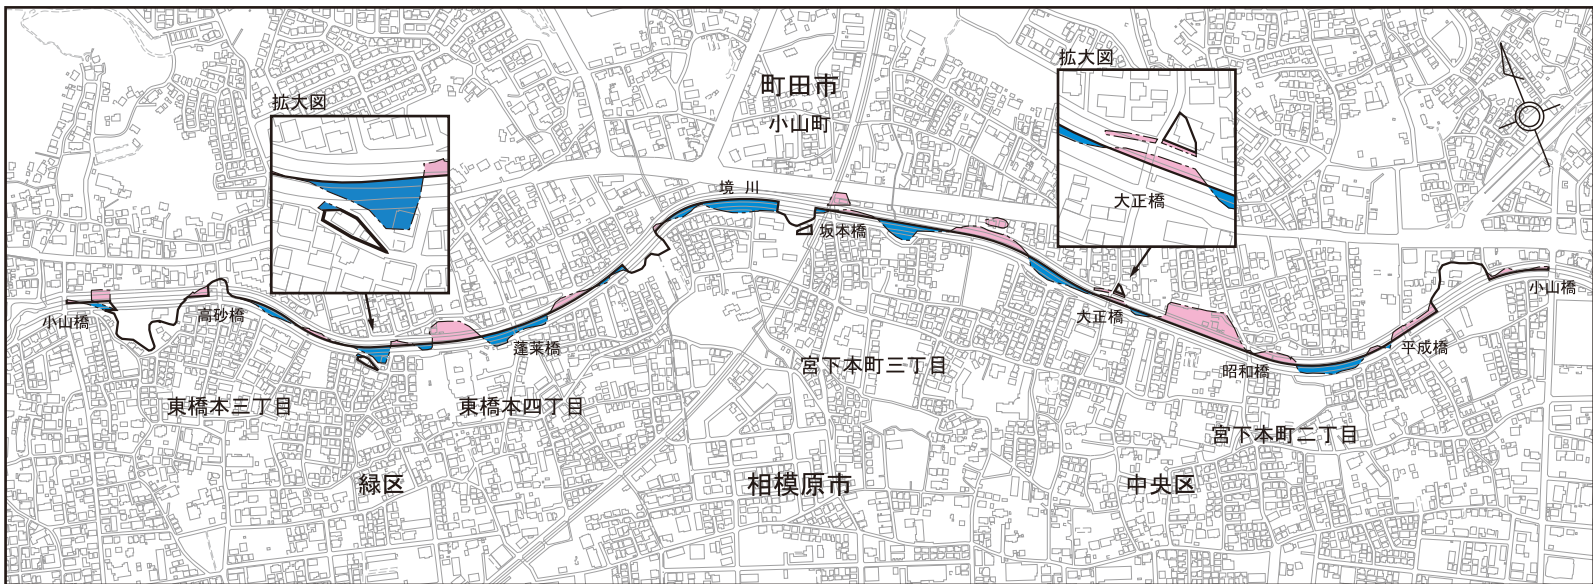 町田市
小山町
拡大図
拡大図
境 川
坂本橋
大正橋
小山橋
高砂橋
蓬莱橋
大正橋
昭和橋
平成橋
小山橋
東橋本三丁目
東橋本四丁目
宮下本町三丁目
宮下本町二丁目
緑区
相模原市
中央区